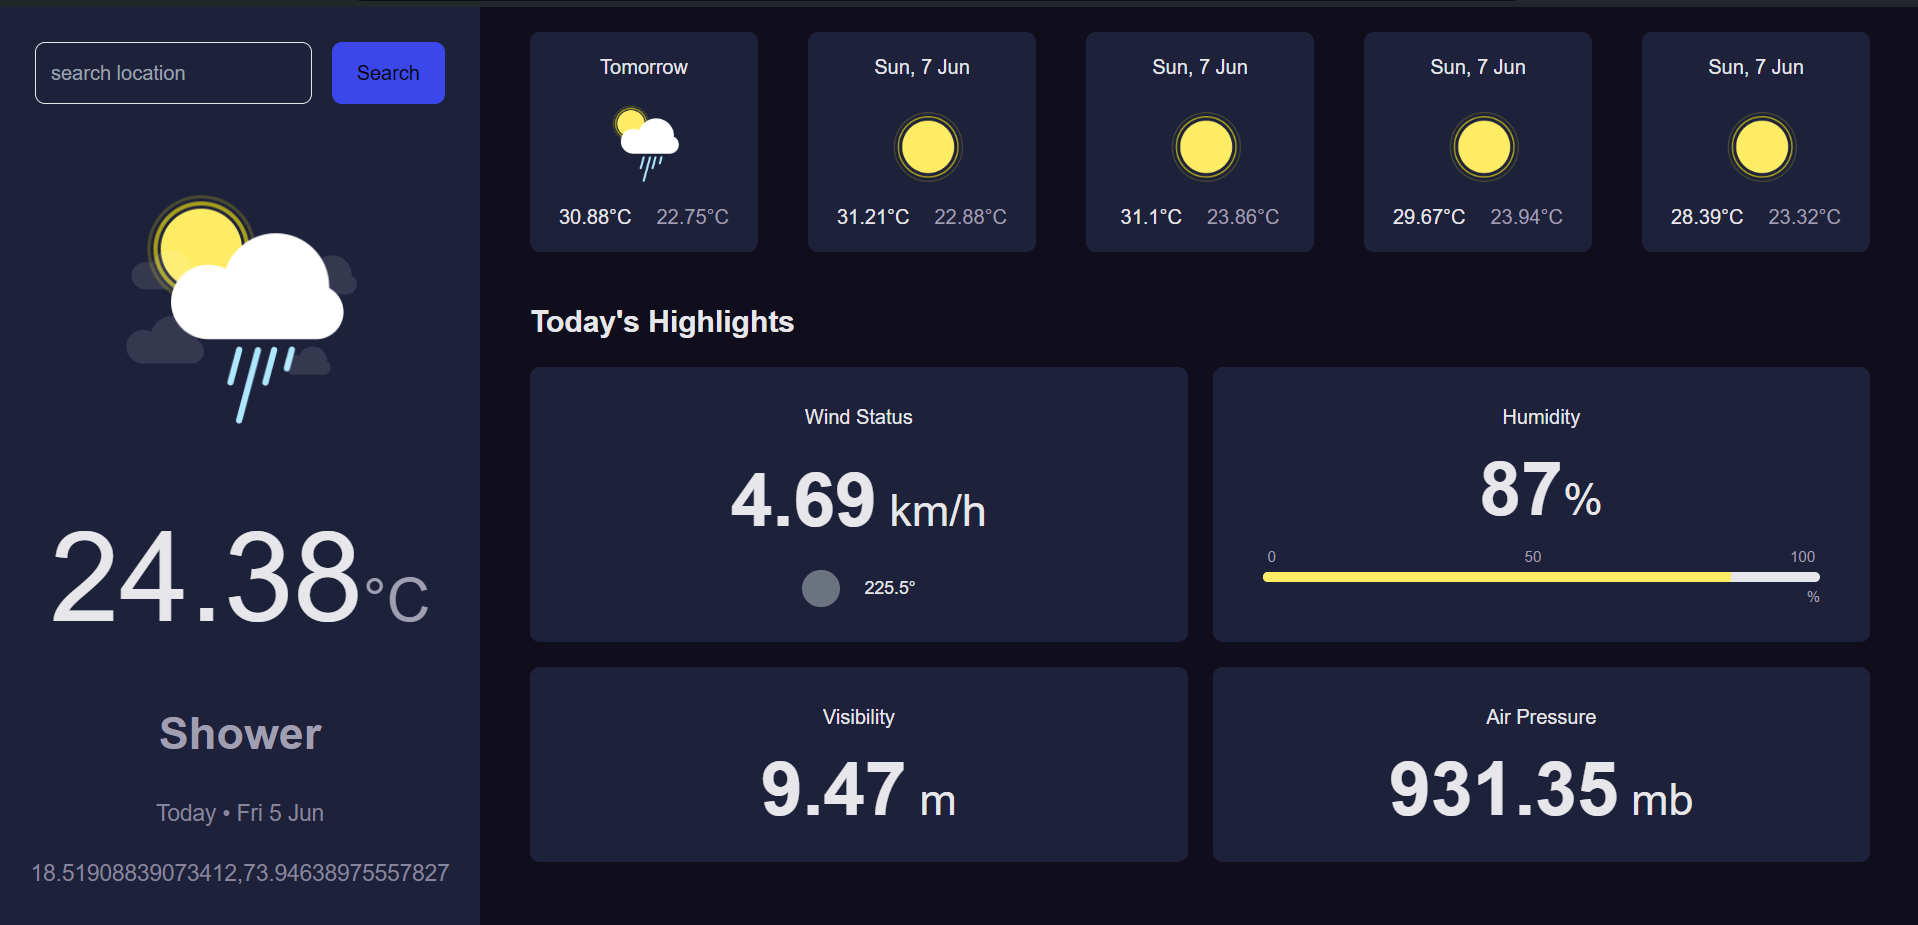 search location
Search
24.38°C
Shower
Today • Fri 5 Jun
18.51908839073412,73.94638975557827
Tomorrow
30.88°C 22.75°C
Sun, 7 Jun
31.21°C 22.88°C
Sun, 7 Jun
31.1°C 23.86°C
Sun, 7 Jun
29.67°C 23.94°C
Sun, 7 Jun
28.39°C 23.32°C
Today's Highlights
Wind Status
4.69 km/h
225.5°
Humidity
87%
0 50 100
%
Visibility
9.47 m
Air Pressure
931.35 mb